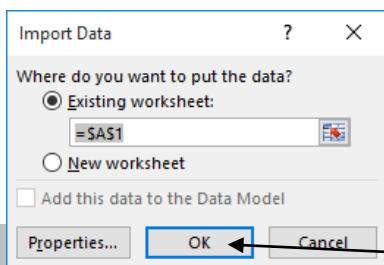 Import Data ? X
Where do you want to put the data?
Existing worksheet:
=$A$1
New worksheet
Add this data to the Data Model
Properties... OK Cancel